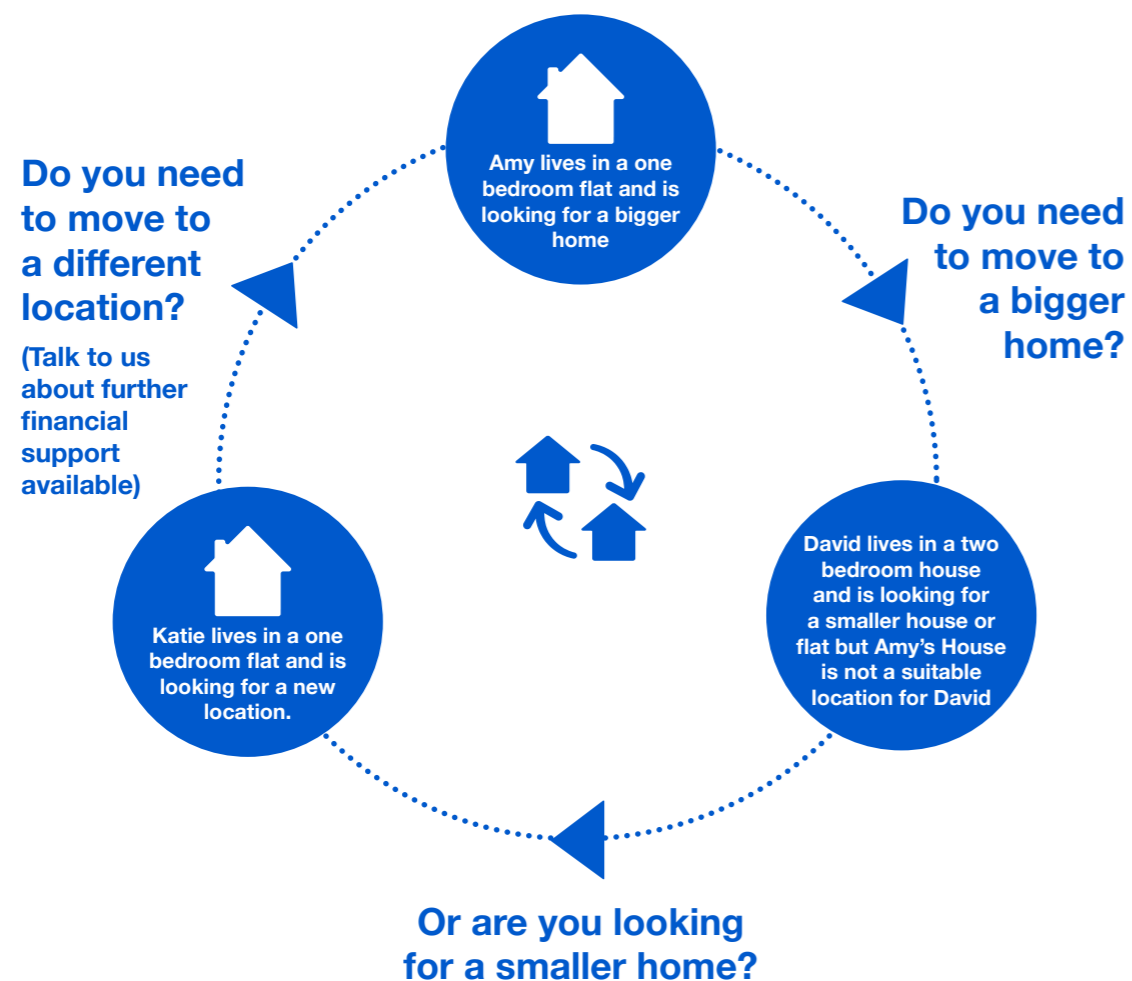 Amy lives in a one
bedroom flat and is
looking for a bigger
home
Do you need
to move to
a bigger
home?
David lives in a two
bedroom house
and is looking for
a smaller house or
flat but Amy’s House
is not a suitable
location for David
Or are you looking
for a smaller home?
Katie lives in a one
bedroom flat and is
looking for a new
location.
Do you need
to move to
a different
location?
(Talk to us
about further
financial
support
available)